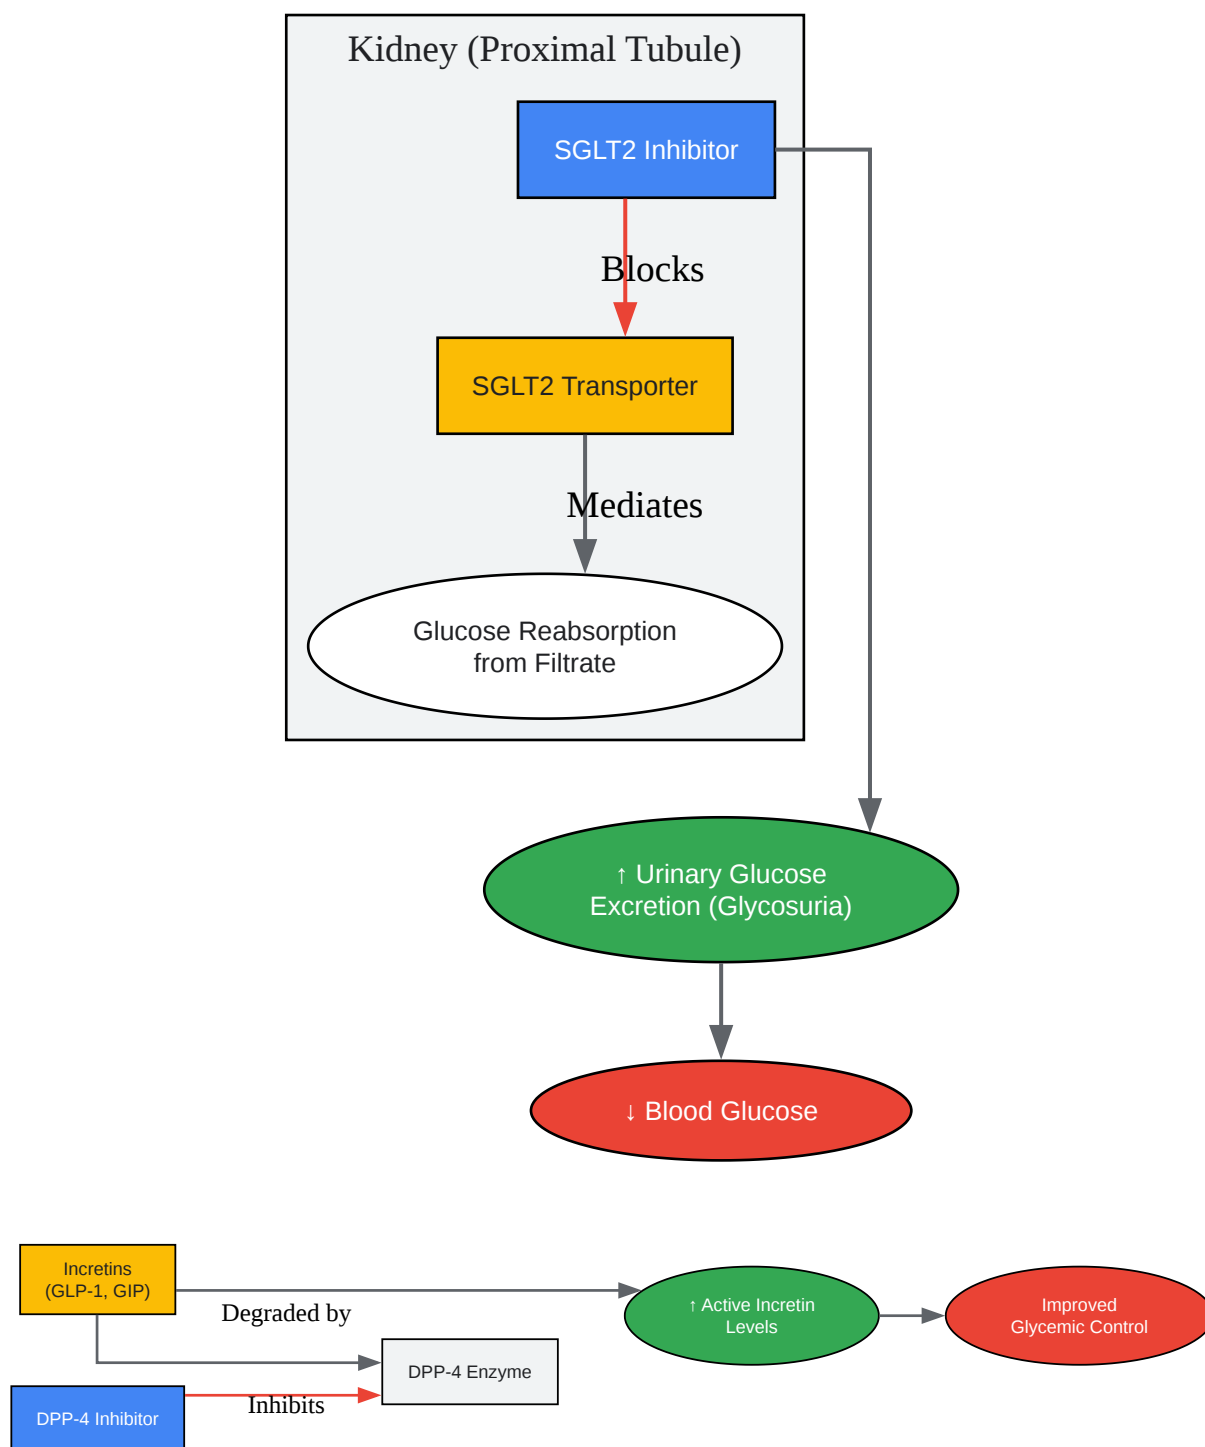 Kidney (Proximal Tubule)
SGLT2 Inhibitor
Blocks
SGLT2 Transporter
Mediates
Glucose Reabsorption
from Filtrate
↑ Urinary Glucose
Excretion (Glycosuria)
↓ Blood Glucose
Incretins
(GLP-1, GIP)
Degraded by
↑ Active Incretin
Levels
Improved
Glycemic Control
DPP-4 Enzyme
Inhibits
DPP-4 Inhibitor